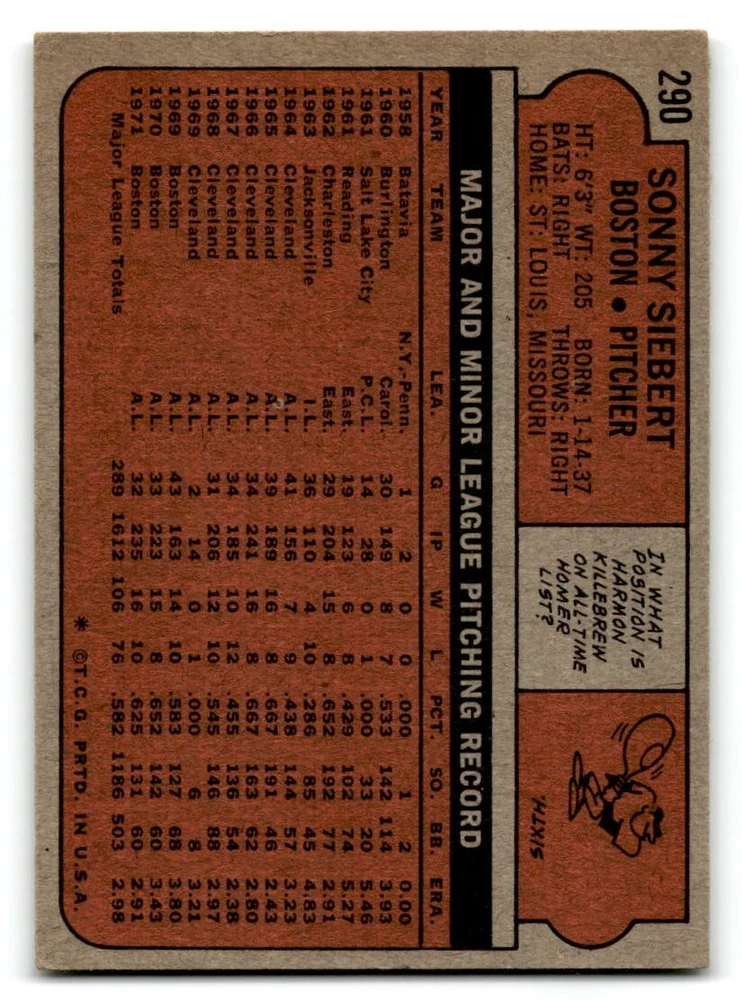 290
SONNY SIEBERT
BOSTON • PITCHER
HT: 6'3" WT: 205 BORN: 1-14-37
BATS: RIGHT THROWS: RIGHT
HOME: ST. LOUIS, MISSOURI
IN WHAT
POSITION IS
HARMON
KILLEBREW
ON ALL-TIME
HOMER
LIST?
SIXTH.
MAJOR AND MINOR LEAGUE PITCHING RECORD
YEAR TEAM LEA. G IP W L PCT. SO. BB. ERA.
1958 Batavia N.Y.-Penn. 1 2 0 0 .000 1 2 0.00
1960 Burlington Carol. 30 149 8 7 .533 142 114 3.93
1961 Salt Lake City P.C.L. 14 28 0 1 .000 33 20 5.46
1961 Reading East. 19 123 6 8 .429 102 74 5.27
1962 Charleston East. 29 204 15 8 .652 192 77 2.91
1963 Jacksonville I.L. 36 110 4 10 .286 85 45 4.83
1964 Cleveland A.L. 41 156 7 9 .438 144 57 3.23
1965 Cleveland A.L. 39 189 16 8 .667 191 46 2.43
1966 Cleveland A.L. 34 241 16 8 .667 163 62 2.80
1967 Cleveland A.L. 34 185 10 12 .455 136 54 2.38
1968 Cleveland A.L. 31 206 12 10 .545 146 88 2.97
1969 Cleveland A.L. 2 14 0 1 .000 6 8 3.21
1969 Boston A.L. 43 163 14 10 .583 127 68 3.80
1970 Boston A.L. 33 223 15 8 .652 142 60 3.43
1971 Boston A.L. 32 235 16 10 .625 131 60 2.91
Major League Totals 289 1612 106 76 .582 1186 503 2.98
* ©T.C.G. PRTD. IN U.S.A.